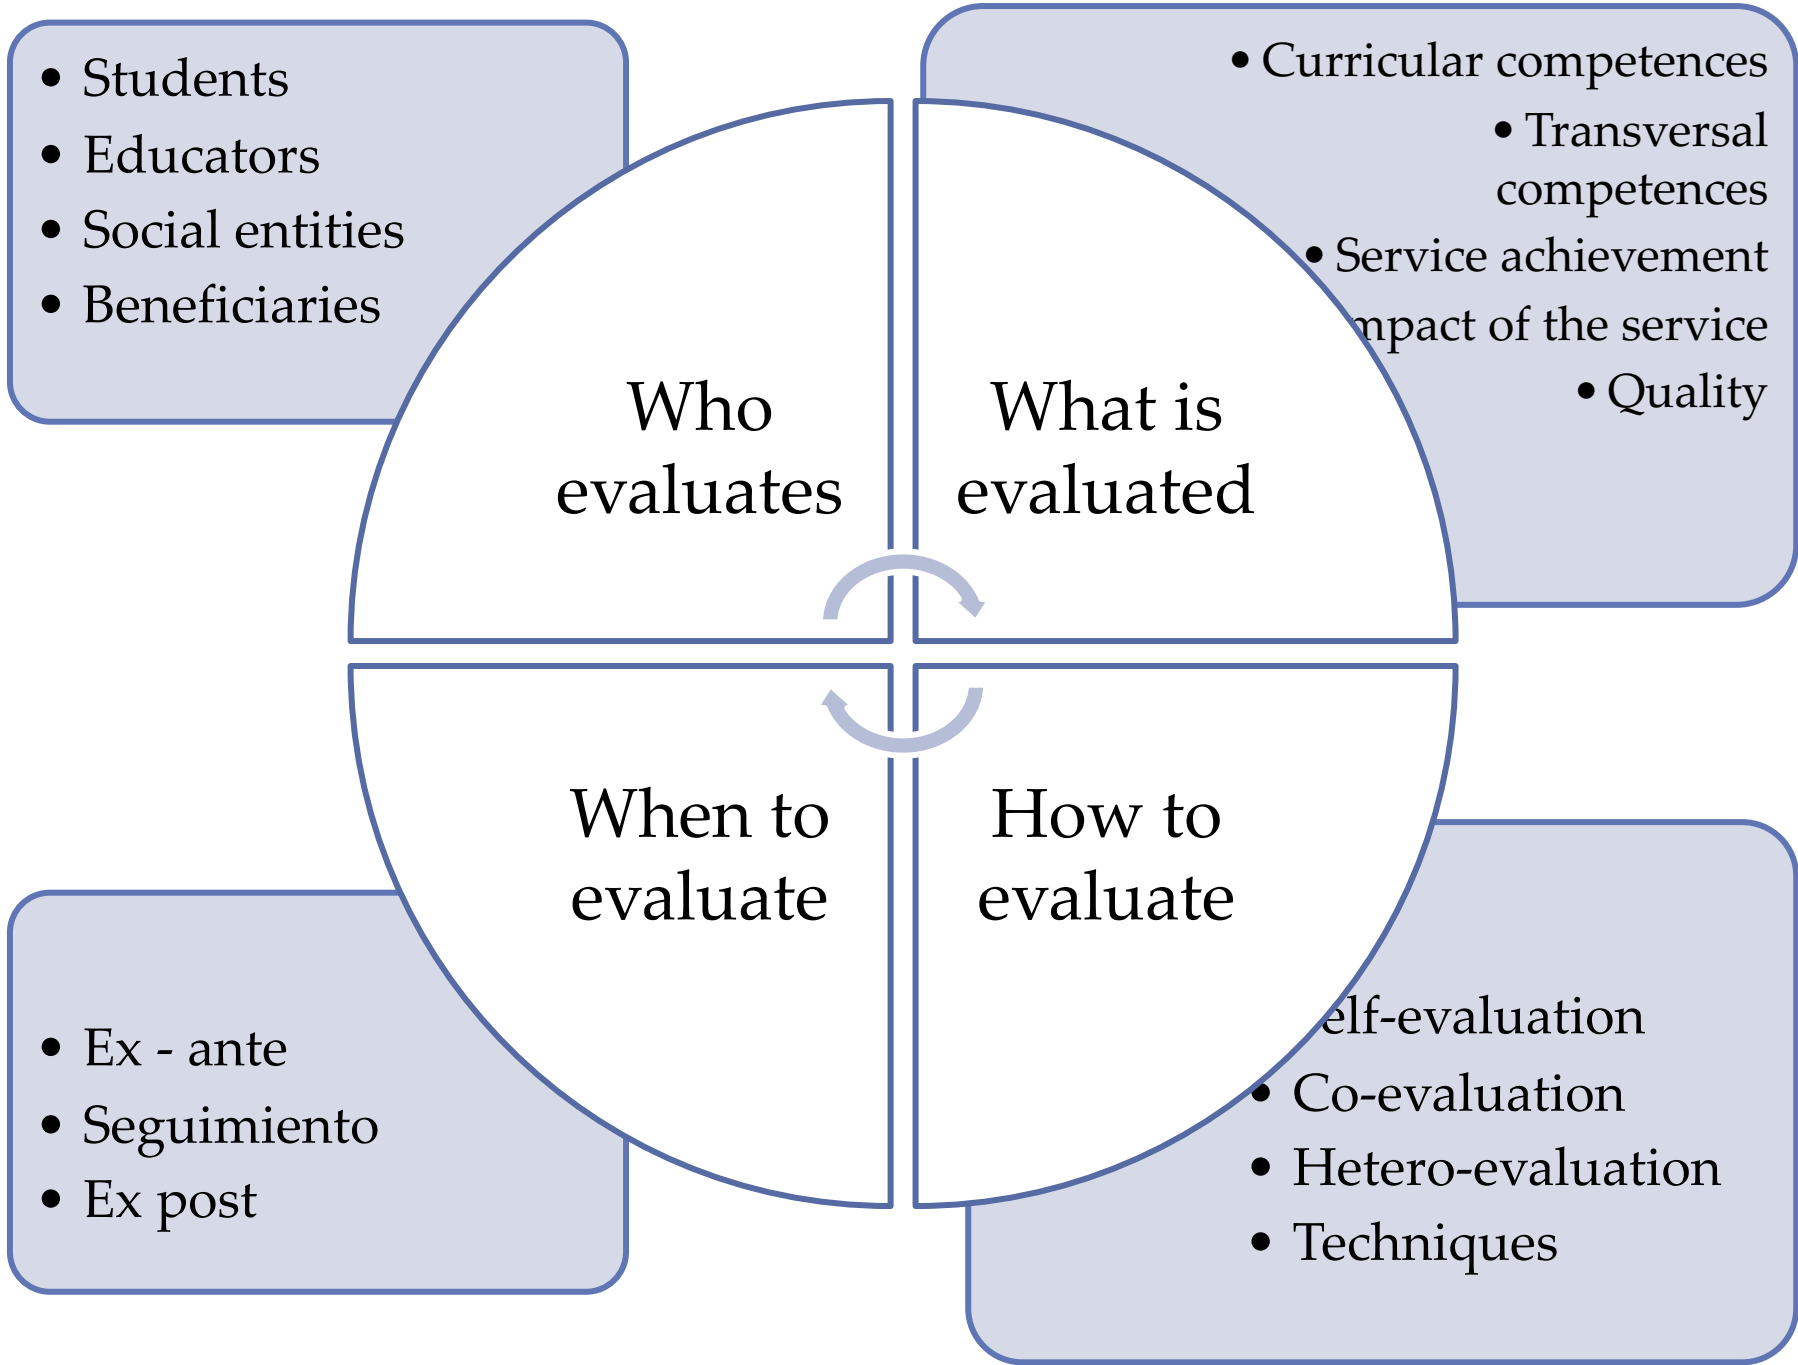 • Students
• Educators
• Social entities
• Beneficiaries
• Curricular competences
• Transversal
competences
• Service achievement
mpact of the service
• Quality
Who
evaluates
What is
evaluated
When to
evaluate
How to
evaluate
• Ex - ante
• Seguimiento
• Ex post
elf-evaluation
• Co-evaluation
• Hetero-evaluation
• Techniques